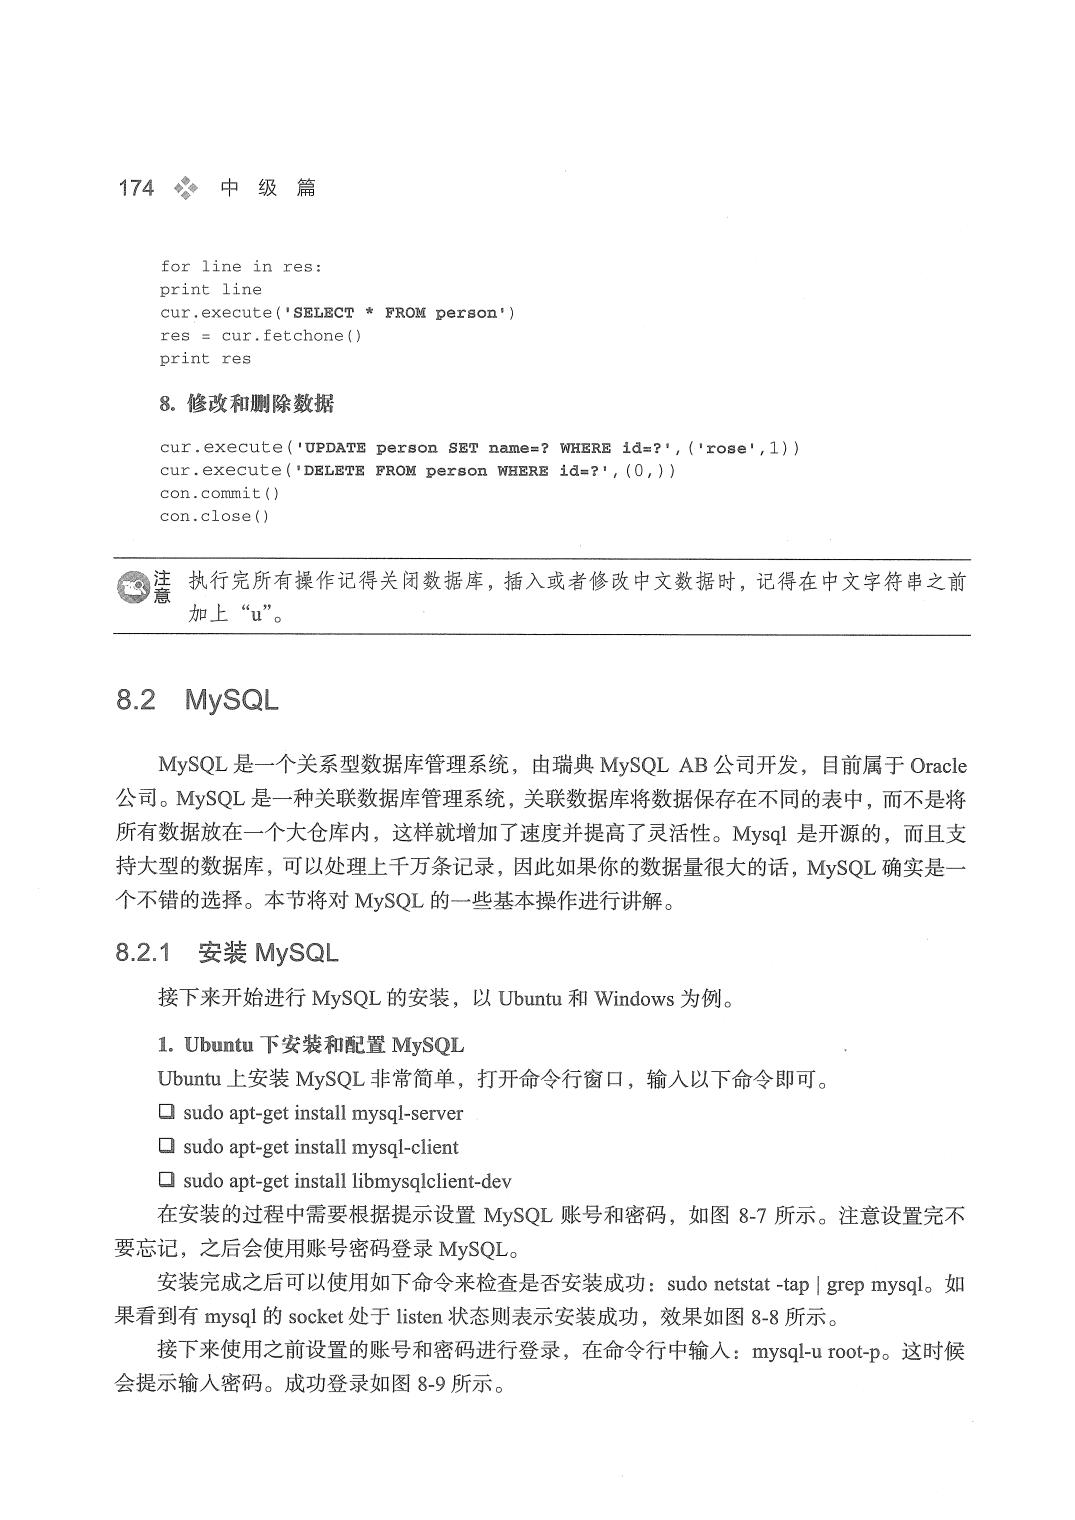 174 中 级 篇
for line in res:
print line
cur.execute('SELECT * FROM person')
res = cur.fetchone()
print res
8. 修改和删除数据
cur.execute('UPDATE person SET name=? WHERE id=?',('rose',1))
cur.execute('DELETE FROM person WHERE id=?',(0,))
con.commit()
con.close()
注意 执行完所有操作记得关闭数据库，插入或者修改中文数据时，记得在中文字符串之前
加上“u”。
8.2 MySQL
MySQL 是一个关系型数据库管理系统，由瑞典 MySQL AB 公司开发，目前属于 Oracle
公司。MySQL 是一种关联数据库管理系统，关联数据库将数据保存在不同的表中，而不是将
所有数据放在一个大仓库内，这样就增加了速度并提高了灵活性。Mysql 是开源的，而且支
持大型的数据库，可以处理上千万条记录，因此如果你的数据量很大的话，MySQL 确实是一
个不错的选择。本节将对 MySQL 的一些基本操作进行讲解。
8.2.1 安装 MySQL
接下来开始进行 MySQL 的安装，以 Ubuntu 和 Windows 为例。
1. Ubuntu 下安装和配置 MySQL
Ubuntu 上安装 MySQL 非常简单，打开命令行窗口，输入以下命令即可。
❑ sudo apt-get install mysql-server
❑ sudo apt-get install mysql-client
❑ sudo apt-get install libmysqlclient-dev
在安装的过程中需要根据提示设置 MySQL 账号和密码，如图 8-7 所示。注意设置完不
要忘记，之后会使用账号密码登录 MySQL。
安装完成之后可以使用如下命令来检查是否安装成功：sudo netstat -tap | grep mysql。如
果看到有 mysql 的 socket 处于 listen 状态则表示安装成功，效果如图 8-8 所示。
接下来使用之前设置的账号和密码进行登录，在命令行中输入：mysql-u root-p。这时候
会提示输入密码。成功登录如图 8-9 所示。